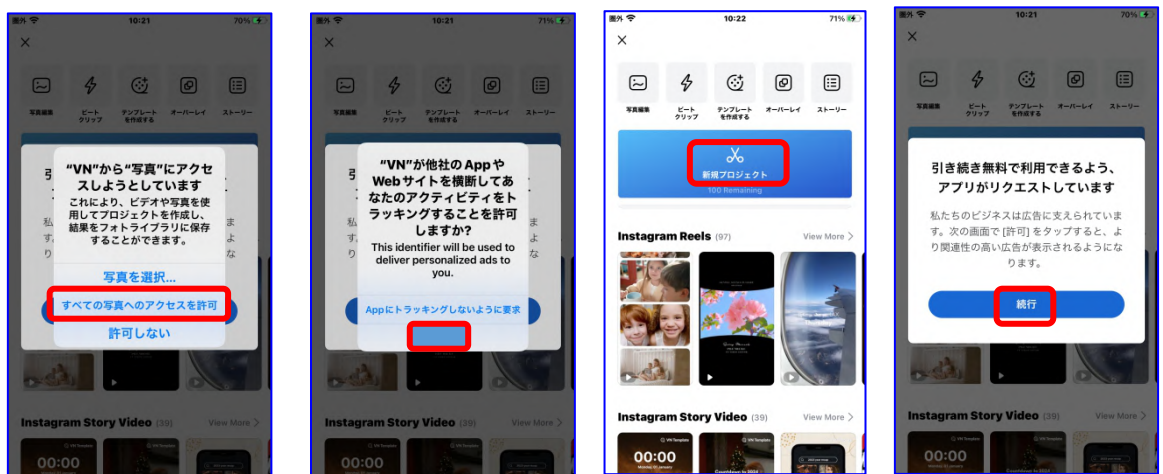 圏外 10:21 70%
写真編集
ビート
クリップ
テンプレート
を作成する
オーバーレイ
ストーリー
"VN"から"写真"にアクセ
スしようとしています
これにより、ビデオや写真を使
用してプロジェクトを作成し、
結果をフォトライブラリに保存
することができます。
写真を選択...
すべての写真へのアクセスを許可
許可しない
Instagram Story Video (39) View More >
00:00
圏外 10:21 71%
写真編集
ビート
クリップ
テンプレート
を作成する
オーバーレイ
ストーリー
"VN"が他社の App や
Web サイトを横断してあ
なたのアクティビティをト
ラッキングすることを許可
しますか?
This identifier will be used to
deliver personalized ads to
you.
Appにトラッキングしないように要求
Instagram Story Video (39) View More >
00:00
圏外 10:22 71%
写真編集
ビート
クリップ
テンプレート
を作成する
オーバーレイ
ストーリー
新規プロジェクト
100 Remaining
Instagram Reels (97) View More >
Instagram Story Video (39) View More >
VN Template
00:00
Countdown to 2024
圏外 10:21 70%
写真編集
ビート
クリップ
テンプレート
を作成する
オーバーレイ
ストーリー
引き続き無料で利用できるよう、
アプリがリクエストしています
私たちのビジネスは広告に支えられていま
す。次の画面で [許可] をタップすると、よ
り関連性の高い広告が表示されるようにな
ります。
続行
Instagram Story Video (39) View More >
00:00